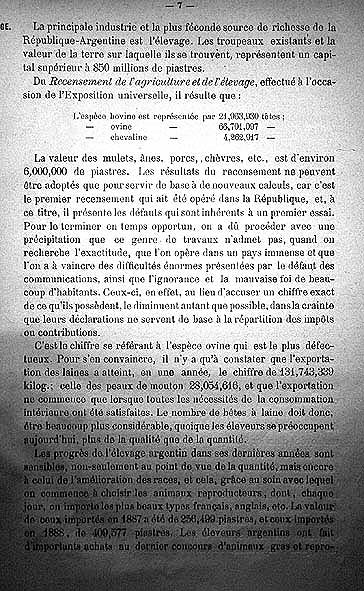 — 7 —
GE.
La principale industrie et la plus féconde source de richesse de la
République-Argentine est l'élevage. Les troupeaux existants et la
valeur de la terre sur laquelle ils se trouvent, représentent un capi-
tal supérieur à 850 millions de piastres.
Du Recensement de l'agriculture et de l'élevage, effectué à l'occa-
sion de l'Exposition universelle, il résulte que :
L'espèce bovine est représentée par 21,963,930 têtes ;
— ovine — 66,701,097 —
— chevaline — 4,262,917 —
La valeur des mulets, ânes, porcs, chèvres, etc., est d'environ
6,000,000 de piastres. Les résultats du recensement ne peuvent
être adoptés que pour servir de base à de nouveaux calculs, car c'est
le premier recensement qui ait été opéré dans la République, et, à
ce titre, il présente les défauts qui sont inhérents à un premier essai.
Pour le terminer en temps opportun, on a dû procéder avec une
précipitation que ce genre de travaux n'admet pas, quand on
recherche l'exactitude, que l'on opère dans un pays immense et que
l'on a à vaincre des difficultés énormes présentées par le défaut des
communications, ainsi que l'ignorance et la mauvaise foi de beau-
coup d'habitants. Ceux-ci, en effet, au lieu d'accuser un chiffre exact
de ce qu'ils possèdent, le diminuent autant que possible, dans la crainte
que leurs déclarations ne servent de base à la répartition des impôts
ou contributions.
C'est le chiffre se référant à l'espèce ovine qui est le plus défec-
tueux. Pour s'en convaincre, il n'y a qu'à constater que l'exporta-
tion des laines a atteint, en une année, le chiffre de 131,743,339
kilog.; celle des peaux de mouton 28,054,646, et que l'exportation
ne commence que lorsque toutes les nécessités de la consommation
intérieure ont été satisfaites. Le nombre de bêtes à laine doit donc,
être beaucoup plus considérable, quoique les éleveurs se préoccupent
aujourd'hui, plus de la qualité que de la quantité.
Les progrès de l'élevage argentin dans ses dernières années sont
sensibles, non-seulement au point de vue de la quantité, mais encore
à celui de l'amélioration des races, et cela, grâce au soin avec lequel
on commence à choisir les animaux reproducteurs, dont, chaque
jour, on importe les plus beaux types français, anglais, etc. La valeur
de ceux importés en 1887 a été de 256,499 piastres, et ceux importés
en 1888, de 409,577 piastres. Les éleveurs argentins ont fait
d'importants achats au dernier concours d'animaux gras et repro-